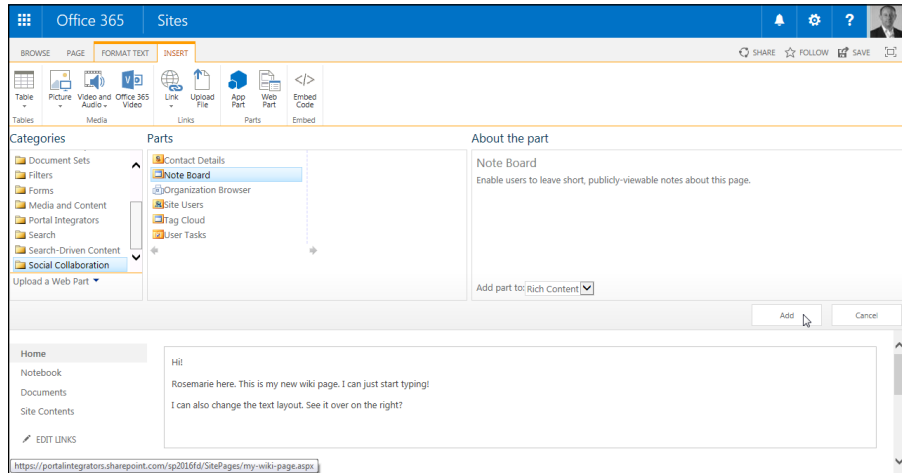 Office 365 Sites ?
BROWSE PAGE FORMAT TEXT INSERT SHARE FOLLOW SAVE
Table Picture Video and Audio Office 365 Video Link Upload File App Part Web Part </> Embed Code
Tables Media Links Parts Embed
Categories Parts About the part
Document Sets
Filters
Forms
Media and Content
Portal Integrators
Search
Search-Driven Content
Social Collaboration
Upload a Web Part
Contact Details
Note Board
Organization Browser
Site Users
Tag Cloud
User Tasks
Note Board
Enable users to leave short, publicly-viewable notes about this page.
Add part to: Rich Content
Add Cancel
Home
Notebook
Documents
Site Contents
EDIT LINKS
Hi!
Rosemarie here. This is my new wiki page. I can just start typing!
I can also change the text layout. See it over on the right?
https://portalintegrators.sharepoint.com/sp2016fd/SitePages/my-wiki-page.aspx